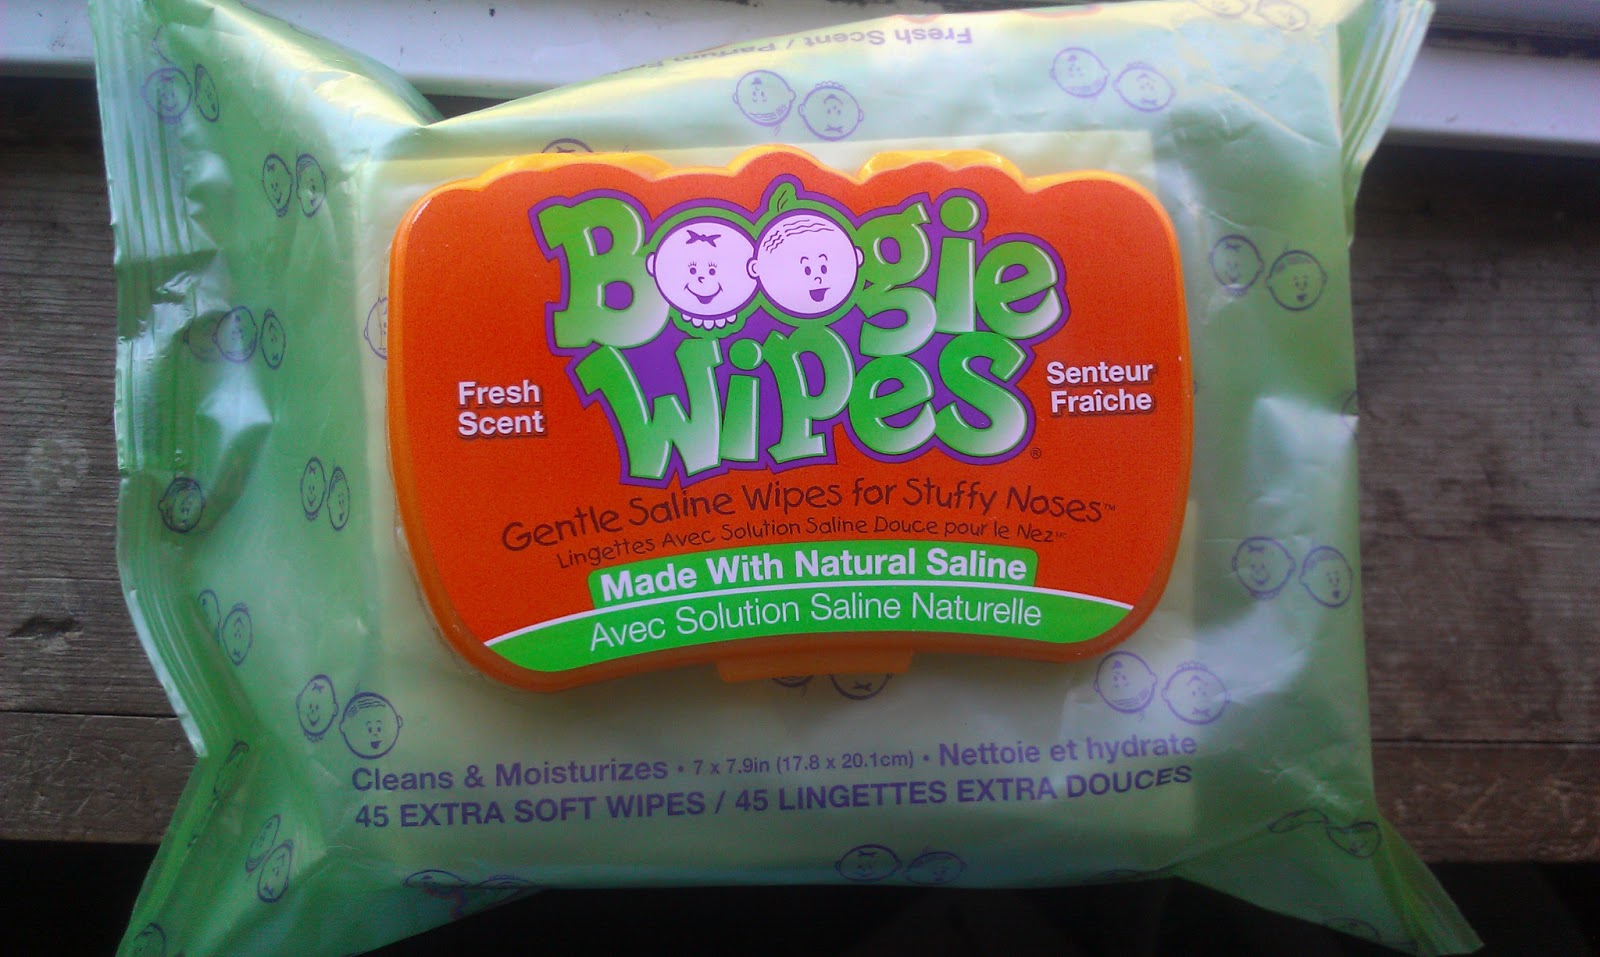 Fresh Scent / Parfum
Boogie
Wipes®
Fresh
Scent
Senteur
Fraîche
Gentle Saline Wipes for Stuffy Noses™
Lingettes Avec Solution Saline Douce pour le Nez
Made With Natural Saline
Avec Solution Saline Naturelle
Cleans & Moisturizes • 7 x 7.9in (17.8 x 20.1cm) • Nettoie et hydrate
45 EXTRA SOFT WIPES / 45 LINGETTES EXTRA DOUCES